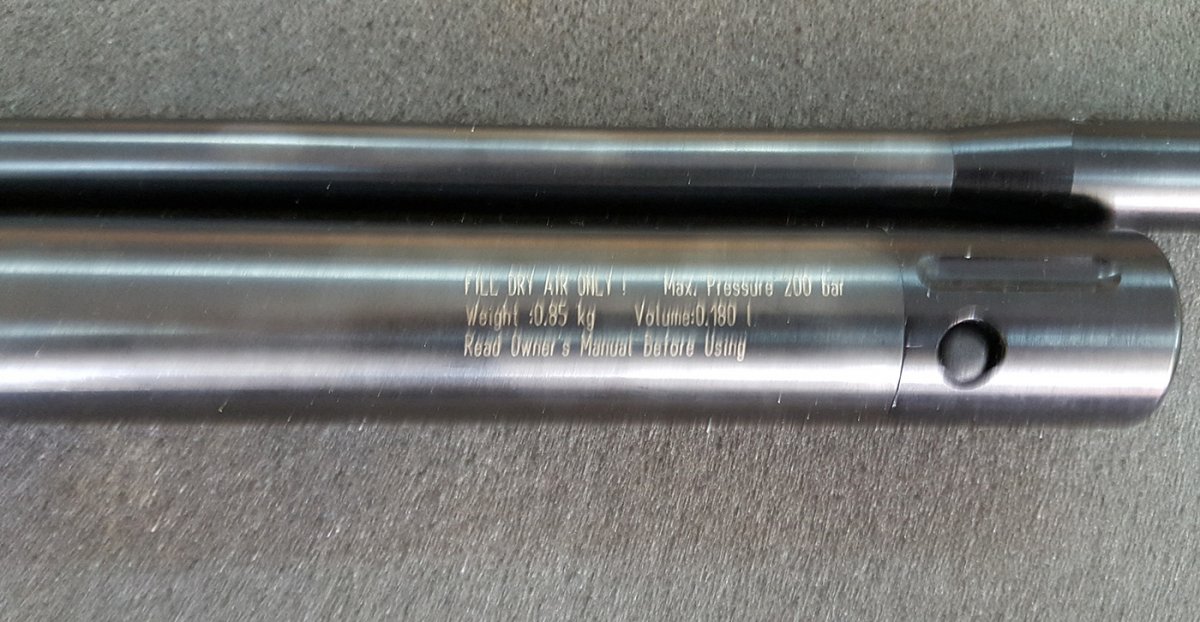 FILL DRY AIR ONLY ! Max. Pressure 200 bar
Weight :0.85 kg Volume:0.180 l
Read Owner's Manual Before Using